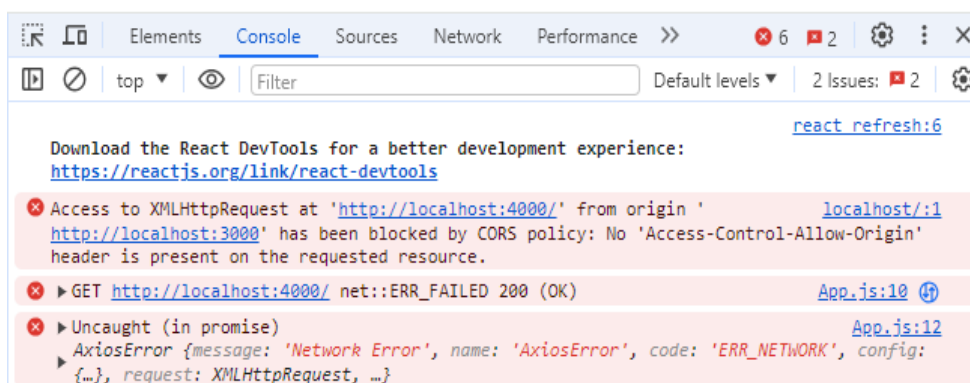 Elements Console Sources Network Performance 6 2
top Filter Default levels 2 Issues: 2
react refresh:6
Download the React DevTools for a better development experience:
https://reactjs.org/link/react-devtools
Access to XMLHttpRequest at 'http://localhost:4000/' from origin ' localhost/:1
http://localhost:3000' has been blocked by CORS policy: No 'Access-Control-Allow-Origin'
header is present on the requested resource.
GET http://localhost:4000/ net::ERR_FAILED 200 (OK) App.js:10
Uncaught (in promise) App.js:12
AxiosError {message: 'Network Error', name: 'AxiosError', code: 'ERR_NETWORK', config:
{…}, request: XMLHttpRequest, …}